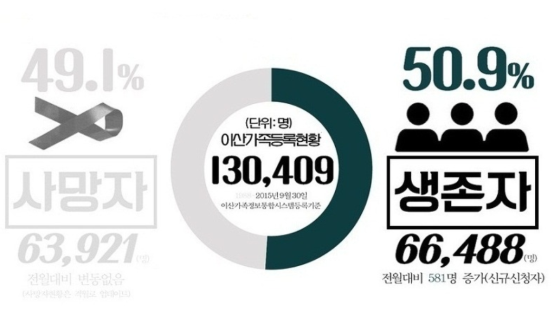 49.1%
사망자
63,921(명)
전월대비 변동없음
(단위:명)
이산가족등록현황
130,409
2015년9월30일
이산가족정보통합시스템등록기준
50.9%
생존자
66,488(명)
전월대비 581명 증가(신규신청자)